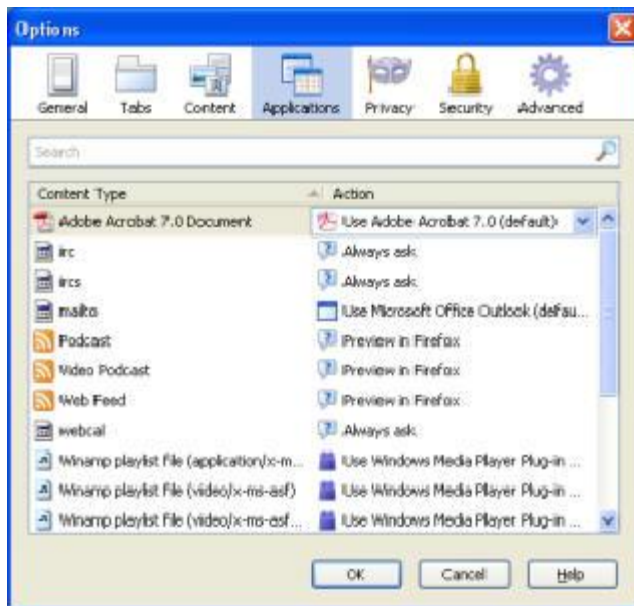 Options
General Tabs Content Applications Privacy Security Advanced
Search
Content Type Action
Adobe Acrobat 7.0 Document Use Adobe Acrobat 7.0 (default)
irc Always ask
ircs Always ask
mailto Use Microsoft Office Outlook (defau...
Podcast Preview in Firefox
Video Podcast Preview in Firefox
Web Feed Preview in Firefox
webcal Always ask
Winamp playlist file (application/x-m... Use Windows Media Player Plug-in ...
Winamp playlist file (video/x-ms-asf) Use Windows Media Player Plug-in ...
Winamp playlist file (video/x-ms-asf... Use Windows Media Player Plug-in ...
OK Cancel Help